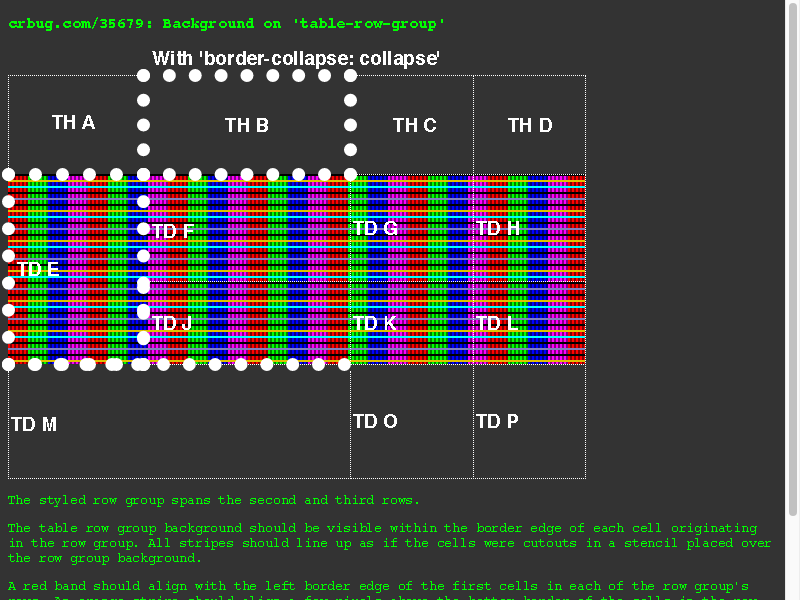 crbug.com/35679: Background on 'table-row-group'
With 'border-collapse: collapse'
TH A
TH B
TH C
TH D
TD E
TD F
TD G
TD H
TD J
TD K
TD L
TD M
TD O
TD P
The styled row group spans the second and third rows.
The table row group background should be visible within the border edge of each cell originating
in the row group. All stripes should line up as if the cells were cutouts in a stencil placed over
the row group background.
A red band should align with the left border edge of the first cells in each of the row group's